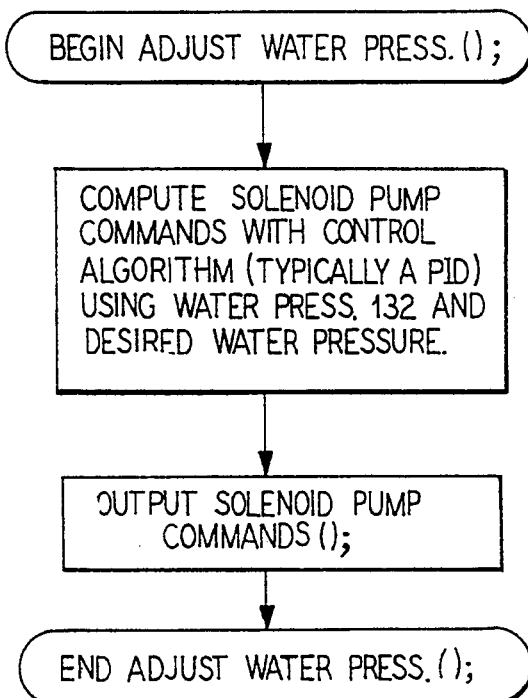 BEGIN ADJUST WATER PRESS.();
COMPUTE SOLENOID PUMP
COMMANDS WITH CONTROL
ALGORITHM (TYPICALLY A PID)
USING WATER PRESS. 132 AND
DESIRED WATER PRESSURE.
OUTPUT SOLENOID PUMP
COMMANDS();
END ADJUST WATER PRESS.();